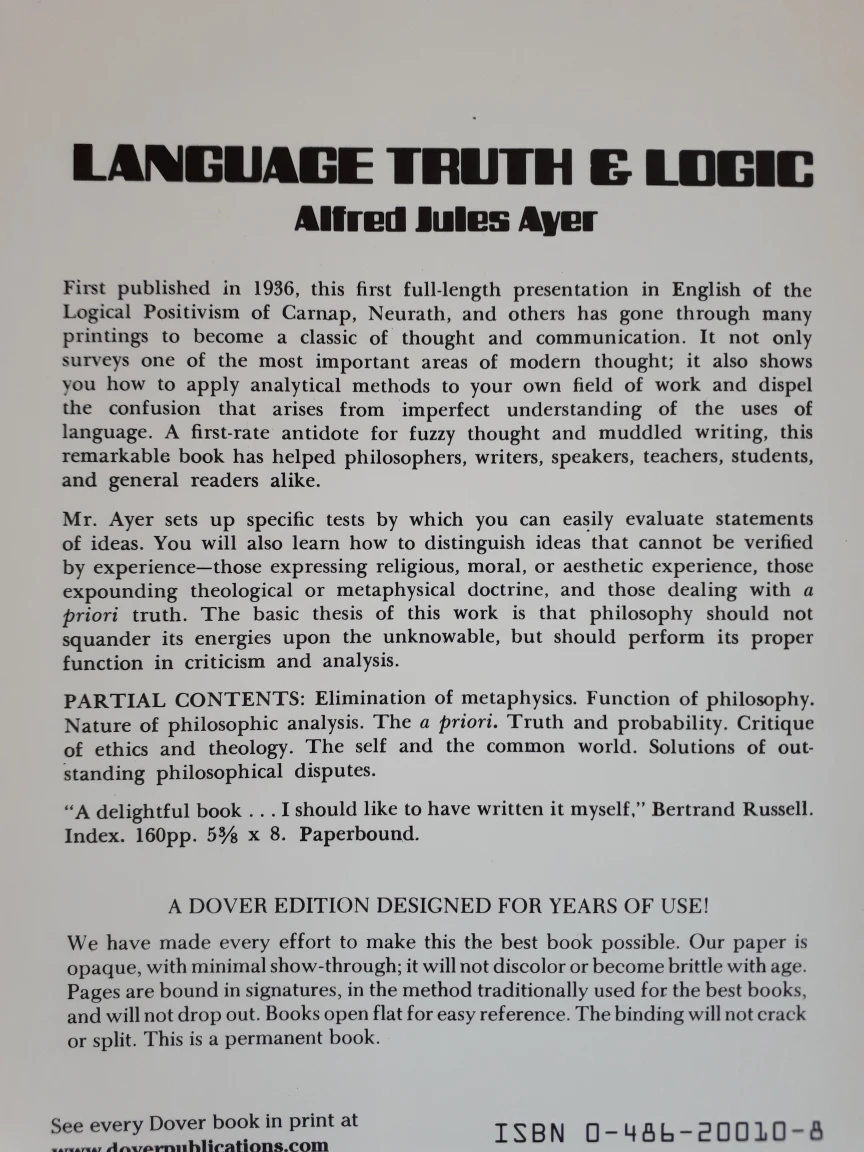 LANGUAGE TRUTH & LOGIC
Alfred Jules Ayer
First published in 1936, this first full-length presentation in English of the
Logical Positivism of Carnap, Neurath, and others has gone through many
printings to become a classic of thought and communication. It not only
surveys one of the most important areas of modern thought; it also shows
you how to apply analytical methods to your own field of work and dispel
the confusion that arises from imperfect understanding of the uses of
language. A first-rate antidote for fuzzy thought and muddled writing, this
remarkable book has helped philosophers, writers, speakers, teachers, students,
and general readers alike.
Mr. Ayer sets up specific tests by which you can easily evaluate statements
of ideas. You will also learn how to distinguish ideas that cannot be verified
by experience—those expressing religious, moral, or aesthetic experience, those
expounding theological or metaphysical doctrine, and those dealing with a
priori truth. The basic thesis of this work is that philosophy should not
squander its energies upon the unknowable, but should perform its proper
function in criticism and analysis.
PARTIAL CONTENTS: Elimination of metaphysics. Function of philosophy.
Nature of philosophic analysis. The a priori. Truth and probability. Critique
of ethics and theology. The self and the common world. Solutions of out-
standing philosophical disputes.
“A delightful book . . . I should like to have written it myself,” Bertrand Russell.
Index. 160pp. 5⅜ x 8. Paperbound.
A DOVER EDITION DESIGNED FOR YEARS OF USE!
We have made every effort to make this the best book possible. Our paper is
opaque, with minimal show-through; it will not discolor or become brittle with age.
Pages are bound in signatures, in the method traditionally used for the best books,
and will not drop out. Books open flat for easy reference. The binding will not crack
or split. This is a permanent book.
See every Dover book in print at
www.doverpublications.com
ISBN 0-486-20010-8